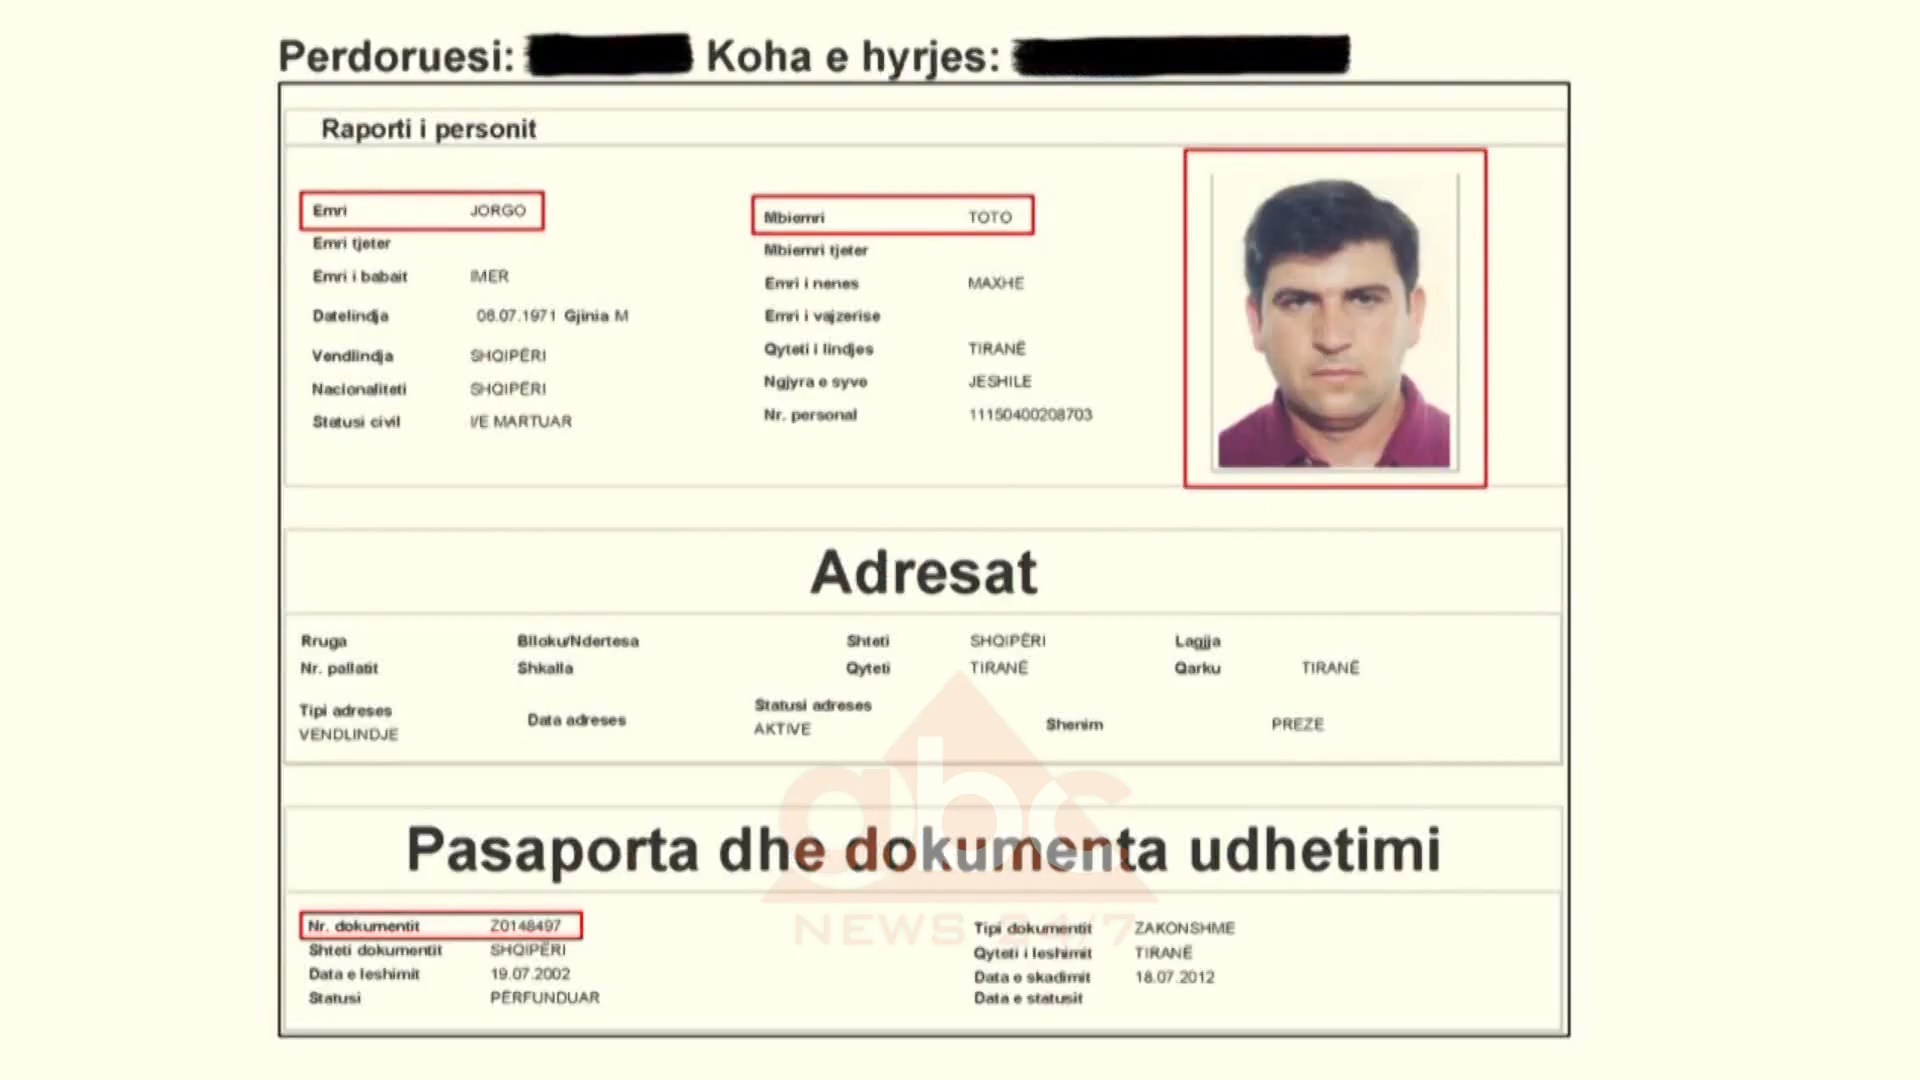 Perdoruesi: Koha e hyrjes:
Raporti i personit
Emri JORGO
Emri tjeter
Emri i babait IMER
Datelindja 06.07.1971 Gjinia M
Vendlindja SHQIPËRI
Nacionaliteti SHQIPËRI
Statusi civil I/E MARTUAR
Mbiemri TOTO
Mbiemri tjeter
Emri i nenes MAXHE
Emri i vajzerise
Qyteti i lindjes TIRANË
Ngjyra e syve JESHILE
Nr. personal 11150400208703
Adresat
Rruga Blloku/Ndertesa Shteti SHQIPËRI Lagjja
Nr. pallatit Shkalla Qyteti TIRANË Qarku TIRANË
Tipi adreses Data adreses Statusi adreses Shenim PREZE
VENDLINDJE AKTIVE
Pasaporta dhe dokumenta udhetimi
Nr. dokumentit Z0148497
Shteti dokumentit SHQIPËRI
Data e leshimit 19.07.2002
Statusi PËRFUNDUAR
Tipi dokumentit ZAKONSHME
Qyteti i leshimit TIRANË
Data e skadimit 18.07.2012
Data e statusit
abc
NEWS 24/7